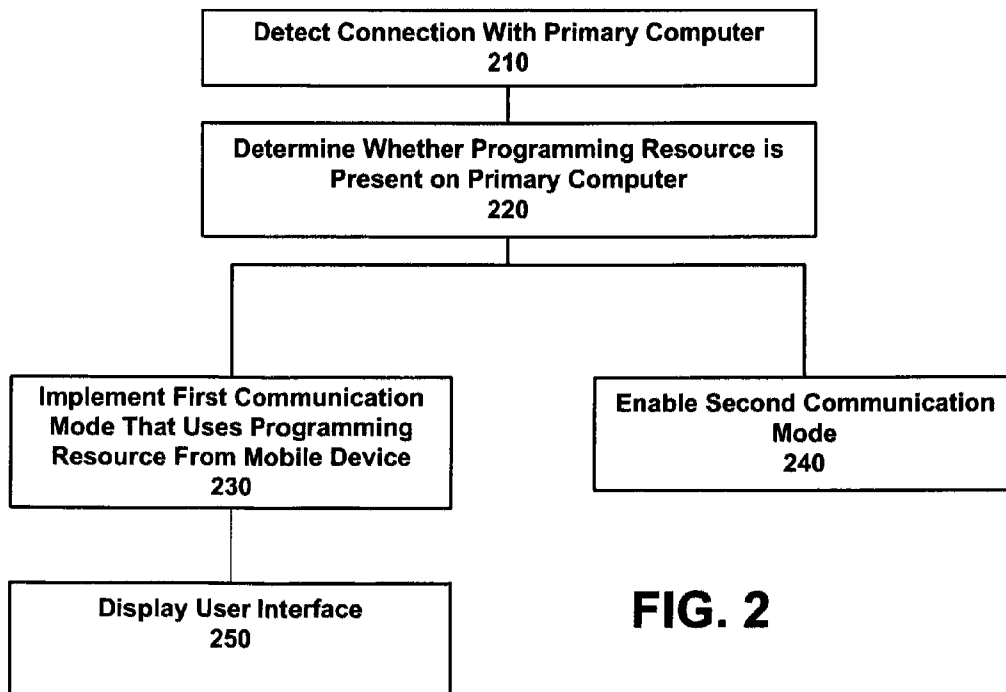 Detect Connection With Primary Computer
210
Determine Whether Programming Resource is
Present on Primary Computer
220
Implement First Communication
Mode That Uses Programming
Resource From Mobile Device
230
Enable Second Communication
Mode
240
Display User Interface
250
FIG. 2